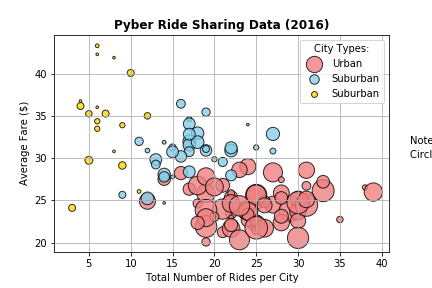 Pyber Ride Sharing Data (2016)
City Types:
Urban
Suburban
Suburban
Average Fare ($)
40
35
30
25
20
5
10
15
20
25
30
35
40
Total Number of Rides per City
Note
Circl